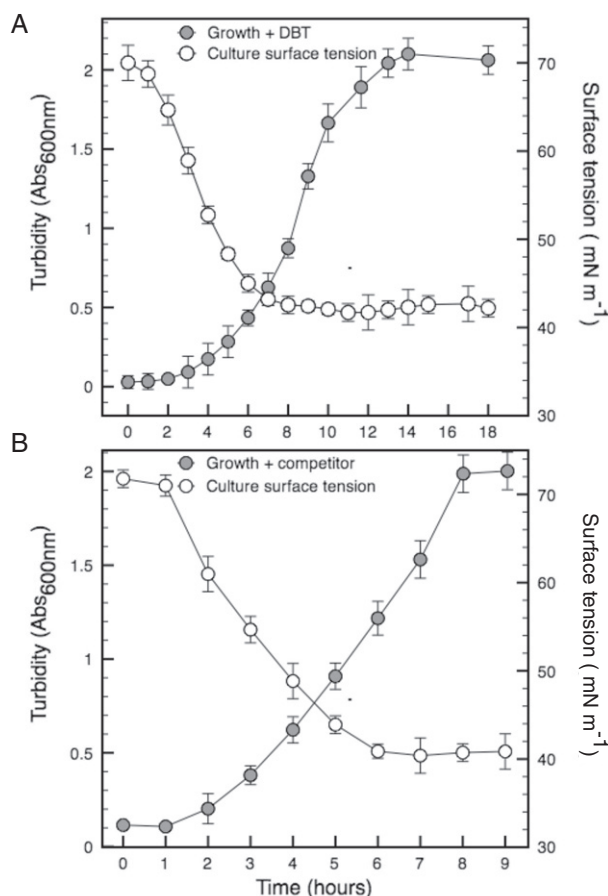 A
Growth + DBT
Culture surface tension
Turbidity (Abs600nm)
2
1.5
1
0.5
0
70
60
50
40
30
Surface tension ( mN m-1)
0 2 4 6 8 10 12 14 16 18
B
Growth + competitor
Culture surface tension
Turbidity (Abs600nm)
2
1.5
1
0.5
0
70
60
50
40
30
Surface tension ( mN m-1)
0 1 2 3 4 5 6 7 8 9
Time (hours)